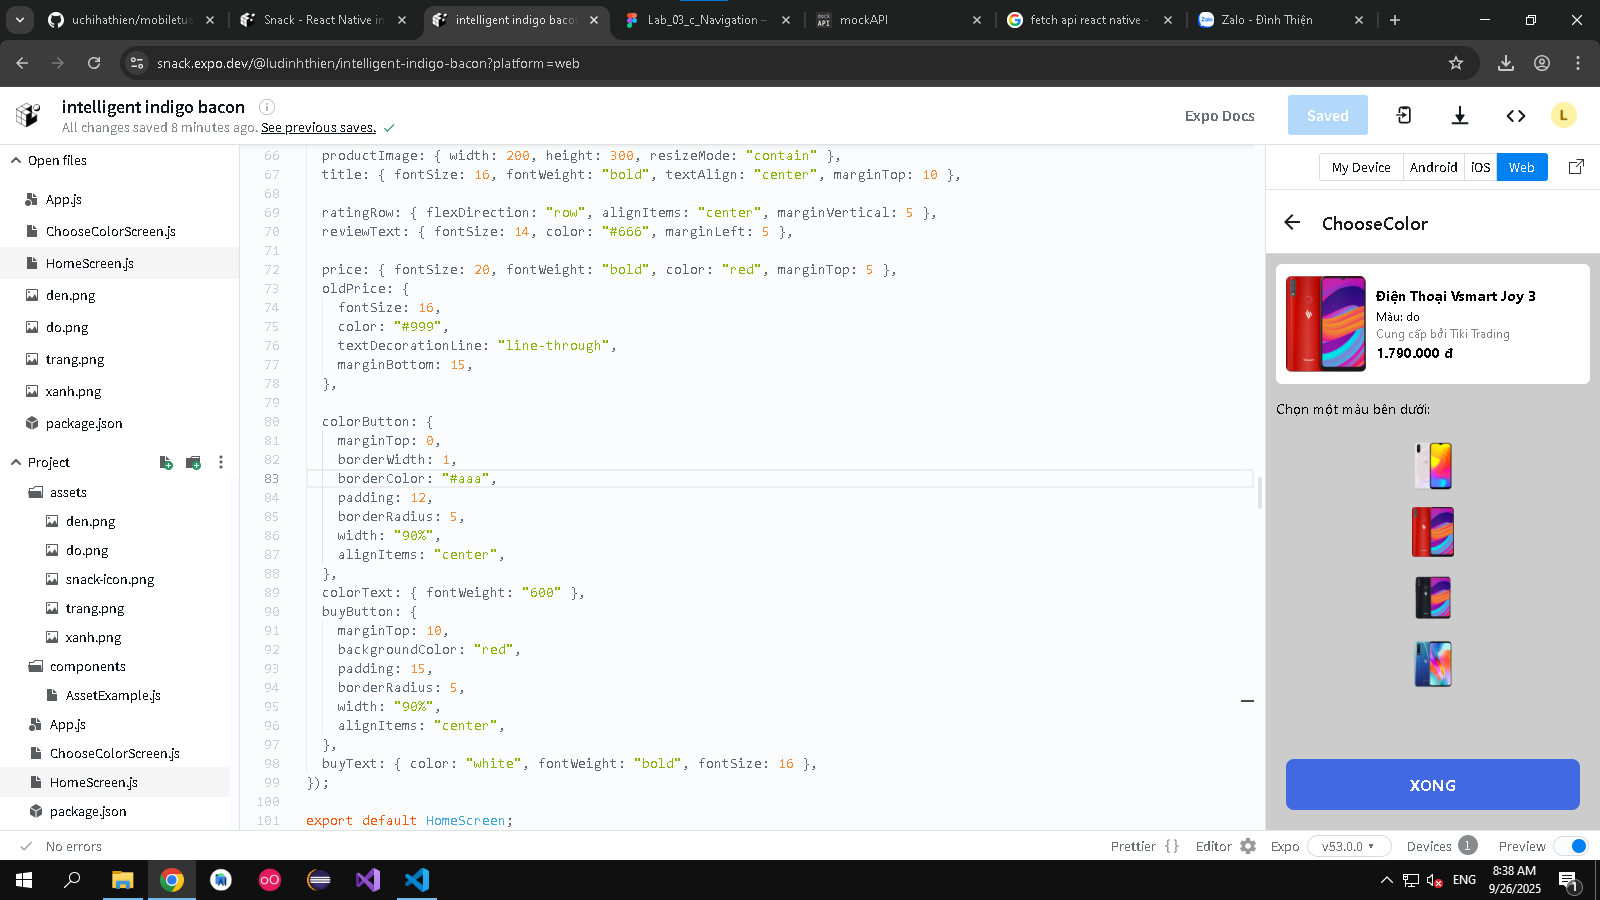 uchihathien/mobiletua
Snack - React Native in
intelligent indigo bacon
Lab_03_c_Navigation –
mockAPI
fetch api react native -
Zalo - Đình Thiện
snack.expo.dev/@ludinhthien/intelligent-indigo-bacon?platform=web
intelligent indigo bacon
All changes saved 8 minutes ago. See previous saves.
Expo Docs
Saved
L
Open files
App.js
ChooseColorScreen.js
HomeScreen.js
den.png
do.png
trang.png
xanh.png
package.json
Project
assets
den.png
do.png
snack-icon.png
trang.png
xanh.png
components
AssetExample.js
App.js
ChooseColorScreen.js
HomeScreen.js
package.json
66 productImage: { width: 200, height: 300, resizeMode: "contain" },
67 title: { fontSize: 16, fontWeight: "bold", textAlign: "center", marginTop: 10 },
68
69 ratingRow: { flexDirection: "row", alignItems: "center", marginVertical: 5 },
70 reviewText: { fontSize: 14, color: "#666", marginLeft: 5 },
71
72 price: { fontSize: 20, fontWeight: "bold", color: "red", marginTop: 5 },
73 oldPrice: {
74 fontSize: 16,
75 color: "#999",
76 textDecorationLine: "line-through",
77 marginBottom: 15,
78 },
79
80 colorButton: {
81 marginTop: 0,
82 borderWidth: 1,
83 borderColor: "#aaa",
84 padding: 12,
85 borderRadius: 5,
86 width: "90%",
87 alignItems: "center",
88 },
89 colorText: { fontWeight: "600" },
90 buyButton: {
91 marginTop: 10,
92 backgroundColor: "red",
93 padding: 15,
94 borderRadius: 5,
95 width: "90%",
96 alignItems: "center",
97 },
98 buyText: { color: "white", fontWeight: "bold", fontSize: 16 },
99 });
100
101 export default HomeScreen;
My Device
Android
iOS
Web
ChooseColor
Điện Thoại Vsmart Joy 3
Màu: do
Cung cấp bởi Tiki Trading
1.790.000 đ
Chọn một màu bên dưới:
XONG
No errors
Prettier { }
Editor
Expo
v53.0.0
Devices 1
Preview
ENG
8:38 AM
9/26/2025
1